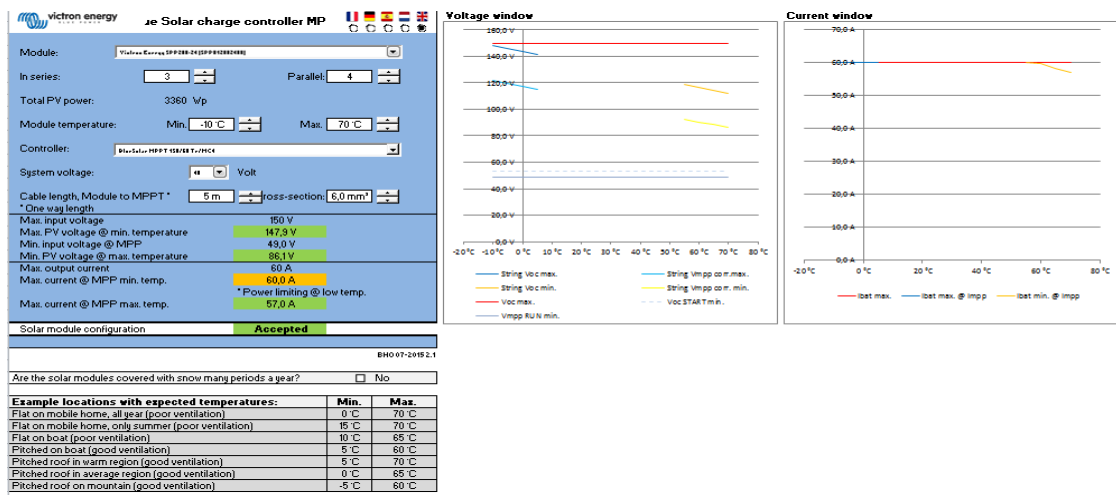 victron energy
BLUE POWER
ue Solar charge controller MP
Module:
In series: 3 Parallel: 4
Total PV power: 3360 Wp
Module temperature: Min. -10 °C Max. 70 °C
Controller: BlueSolar MPPT 150/60 Tr/MC4
System voltage: 48 Volt
Cable length, Module to MPPT * 5 m ross-section: 6,0 mm²
* One way length
Max. input voltage 150 V
Max. PV voltage @ min. temperature 147,9 V
Min. input voltage @ MPP 49,0 V
Min. PV voltage @ max. temperature 86,1 V
Max. output current 60 A
Max. current @ MPP min. temp. 60,0 A
* Power limiting @ low temp.
Max. current @ MPP max. temp. 57,0 A
Solar module configuration Accepted
BHO 07-2015 2.1
Are the solar modules covered with snow many periods a year? No
Example locations with expected temperatures: Min. Max.
Flat on mobile home, all year (poor ventilation) 0 °C 70 °C
Flat on mobile home, only summer (poor ventilation) 15 °C 70 °C
Flat on boat (poor ventilation) 10 °C 65 °C
Pitched on boat (good ventilation) 5 °C 60 °C
Pitched roof in warm region (good ventilation) 5 °C 70 °C
Pitched roof in average region (good ventilation) 0 °C 65 °C
Pitched roof on mountain (good ventilation) -5 °C 60 °C
Voltage window
160,0 V
140,0 V
120,0 V
100,0 V
80,0 V
60,0 V
40,0 V
20,0 V
0,0 V
-20 °C -10 °C 0 °C 10 °C 20 °C 30 °C 40 °C 50 °C 60 °C 70 °C 80 °C
String Voc max. String Vmpp corr.max.
String Voc min. String Vmpp corr. min.
Voc max. Voc START min.
Vmpp RUN min.
Current window
70,0 A
60,0 A
50,0 A
40,0 A
30,0 A
20,0 A
10,0 A
0,0 A
-20 °C 0 °C 20 °C 40 °C 60 °C 80 °C
Ibat max. Ibat max. @ Impp Ibat min. @ Impp